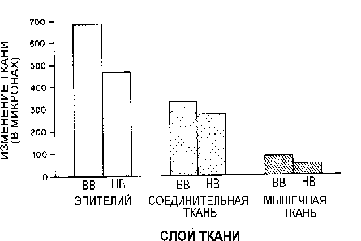 ИЗМЕНЕНИЕ ТКАНИ
(В МИКРОНАХ)
700
600
500
400
300
200
100
0
ВВ НВ ВВ НВ ВВ НВ
ЭПИТЕЛИЙ СОЕДИНИТЕЛЬНАЯ МЫШЕЧНАЯ
ТКАНЬ ТКАНЬ
СЛОЙ ТКАНИ